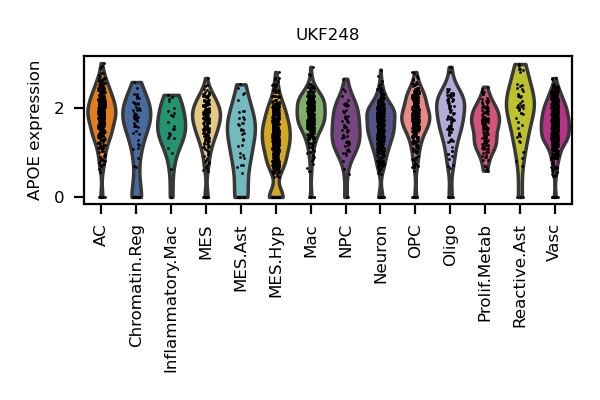 UKF248
APOE expression
2
0
AC
Chromatin.Reg
Inflammatory.Mac
MES
MES.Ast
MES.Hyp
Mac
NPC
Neuron
OPC
Oligo
Prolif.Metab
Reactive.Ast
Vasc